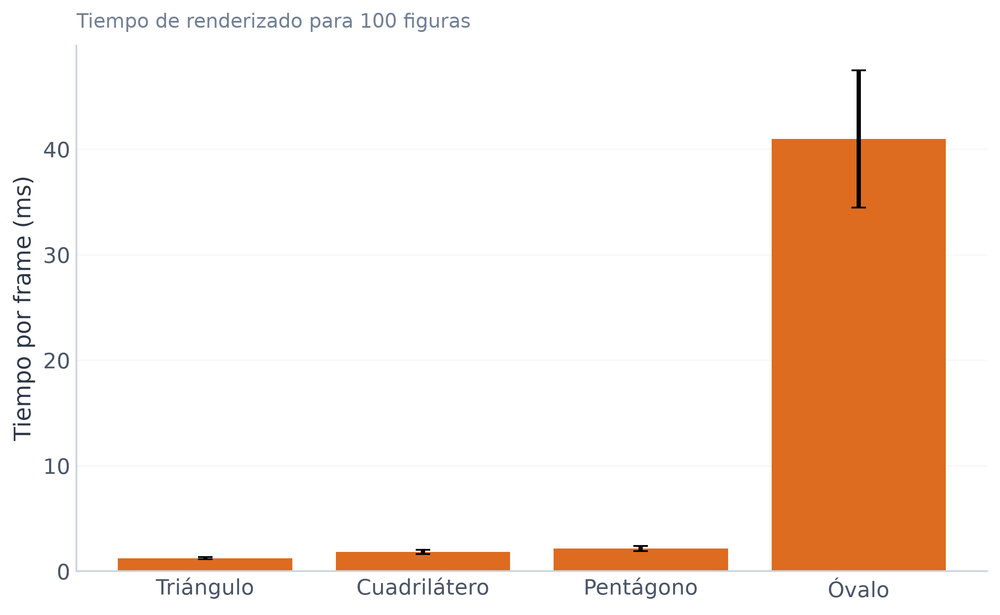 Tiempo de renderizado para 100 figuras
Tiempo por frame (ms)
40
30
20
10
0
Triángulo
Cuadrilátero
Pentágono
Óvalo